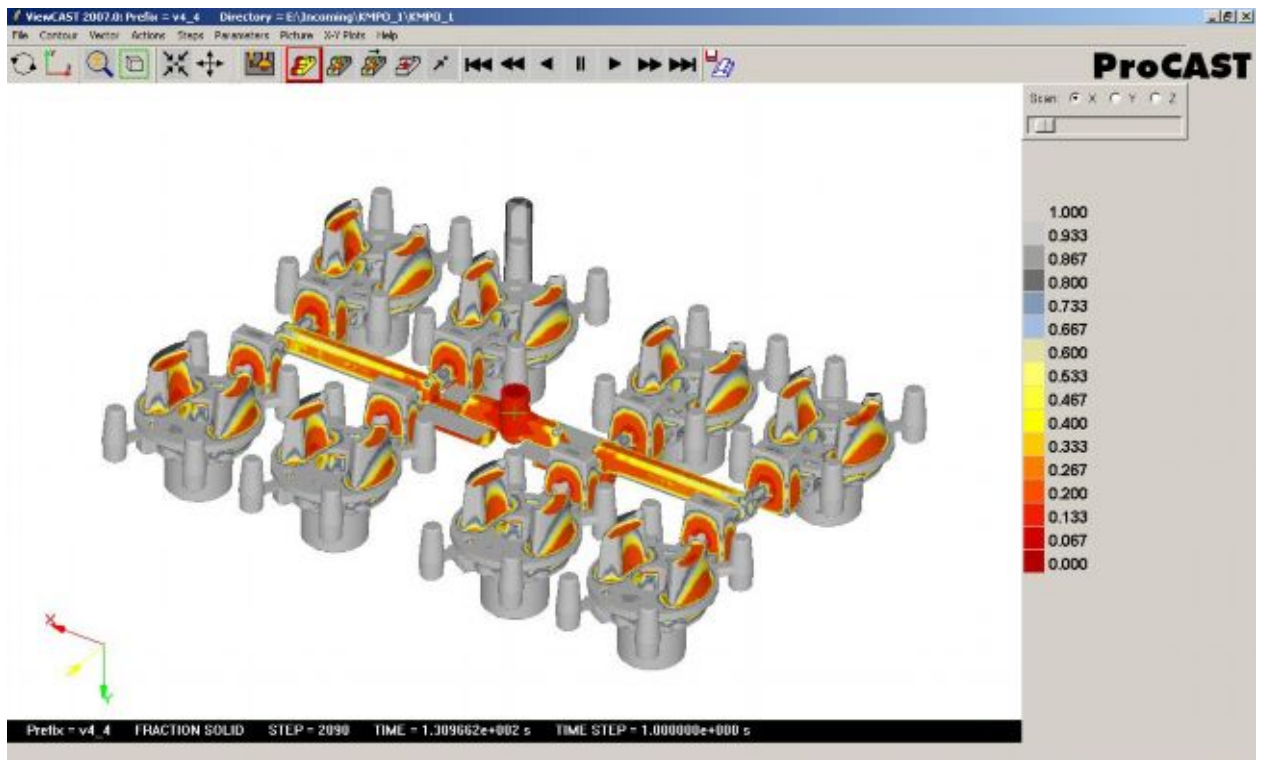 ViewCAST 2007.0: Prefix = v4_4 Directory = E:\Incoming\KMPO_1\KMPO_1
File Contour Vector Actions Steps Parameters Picture X-Y Plots Help
ProCAST
Scan: X Y Z
1.000
0.933
0.867
0.800
0.733
0.667
0.600
0.533
0.467
0.400
0.333
0.267
0.200
0.133
0.067
0.000
X
Y
Prefix = v4_4 FRACTION SOLID STEP = 2090 TIME = 1.309662e+002 s TIME STEP = 1.000000e+000 s